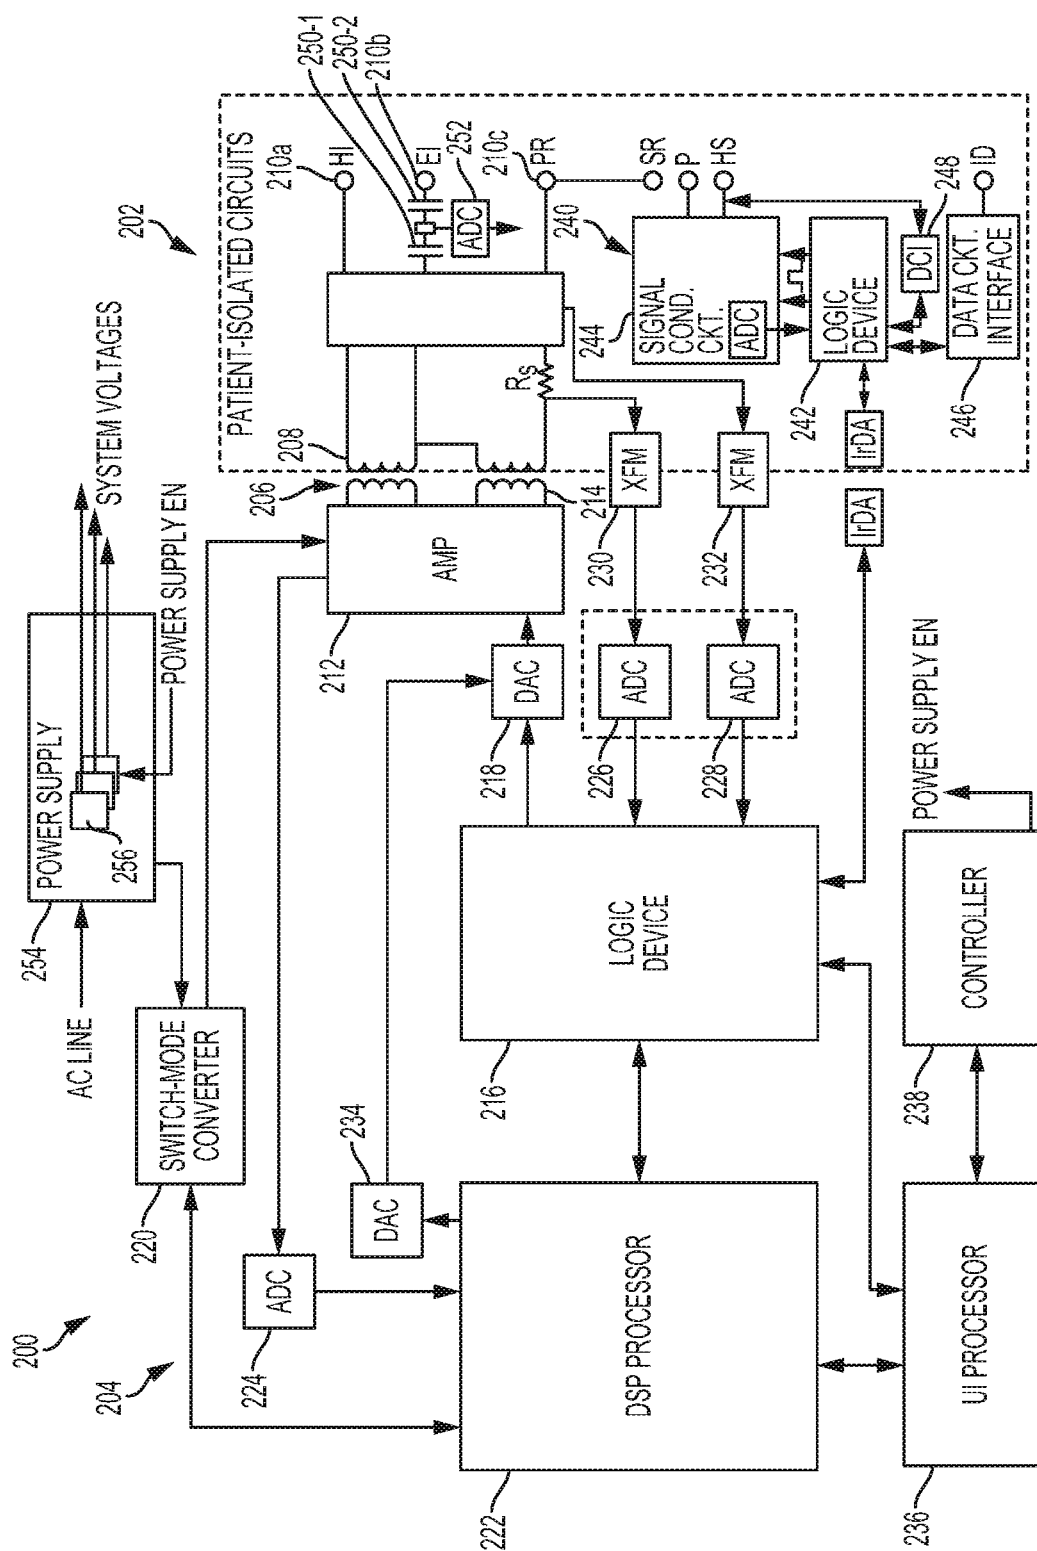 200
204
202
PATIENT-ISOLATED CIRCUITS
254
POWER SUPPLY
256
SYSTEM VOLTAGES
POWER SUPPLY EN
AC LINE
220
SWITCH-MODE
CONVERTER
224
ADC
234
DAC
212
AMP
206
208
214
210a
HI
250-1
250-2
210b
EI
252
ADC
210c
PR
RS
SR
P
HS
ID
218
DAC
230
XFM
232
XFM
226
ADC
228
ADC
240
244
SIGNAL
COND.
CKT.
ADC
242
LOGIC
DEVICE
248
DCI
246
DATA CKT.
INTERFACE
IrDA
IrDA
216
LOGIC
DEVICE
222
DSP PROCESSOR
236
UI PROCESSOR
238
CONTROLLER
POWER SUPPLY EN